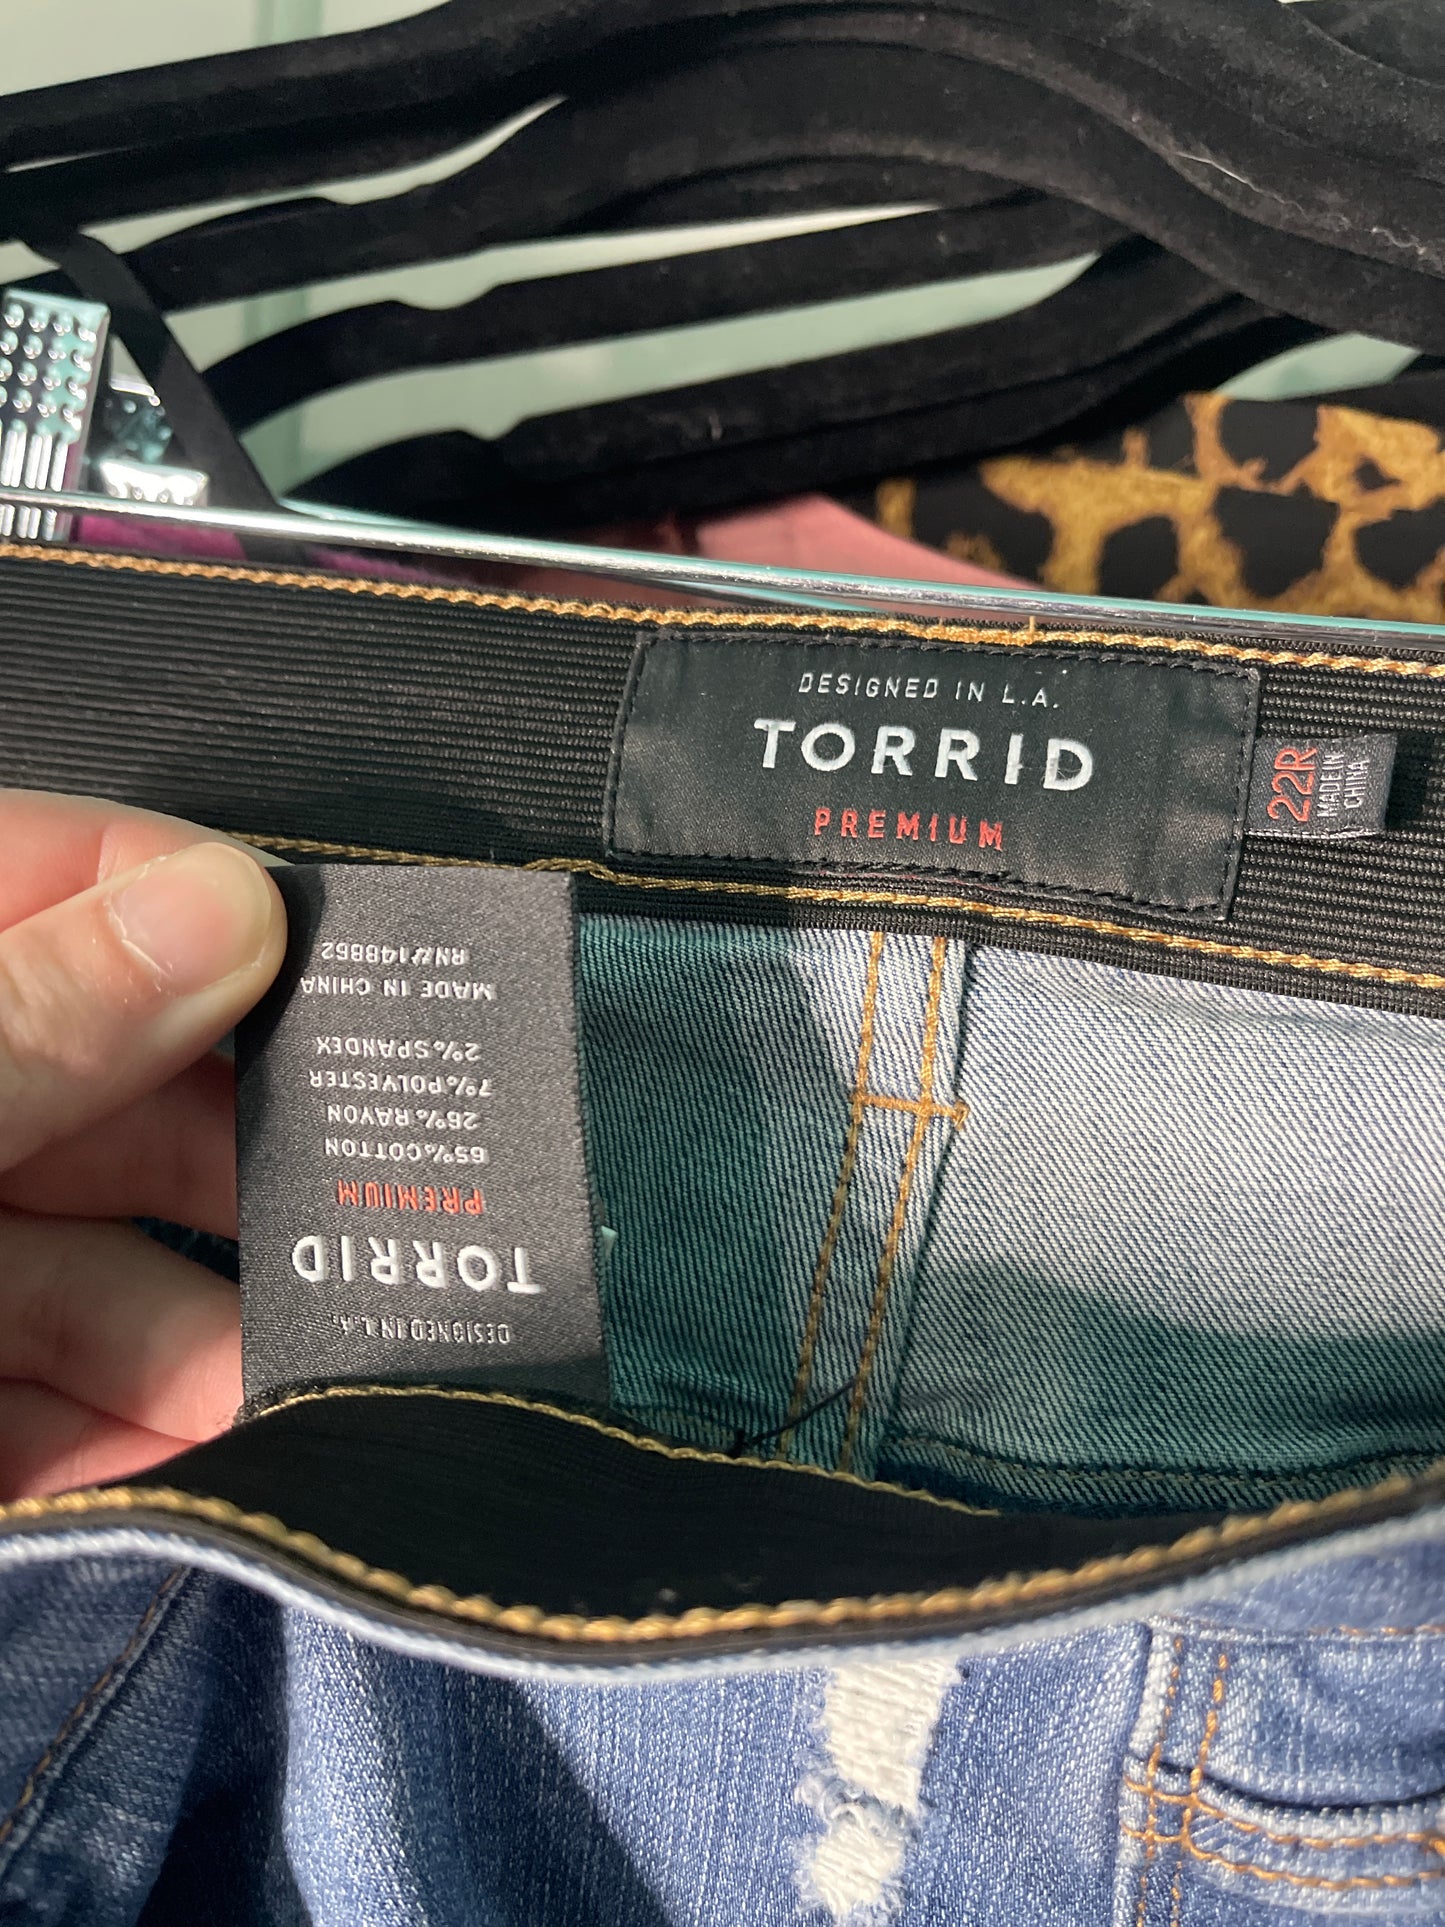 DESIGNED IN L.A.
TORRID
PREMIUM
22R
MADE IN
CHINA
DESIGNED IN L.A.
TORRID
PREMIUM
65% COTTON
26% RAYON
7% POLYESTER
2% SPANDEX
MADE IN CHINA
RN#148852